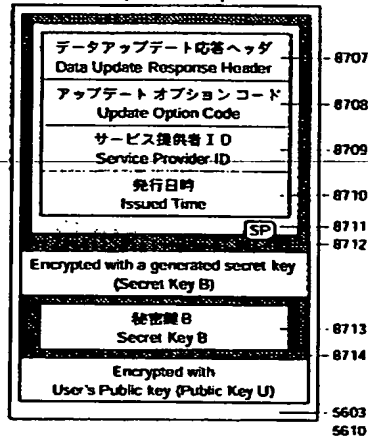 データアップデート応答ヘッダ
Data Update Response Header
8707
アップデート オプション コード
Update Option Code
8708
サービス提供者ID
Service Provider ID
8709
発行日時
Issued Time
8710
SP
8711
8712
Encrypted with a generated secret key
(Secret Key B)
秘密鍵B
Secret Key B
8713
8714
Encrypted with
User's Public key (Public Key U)
5603
5610